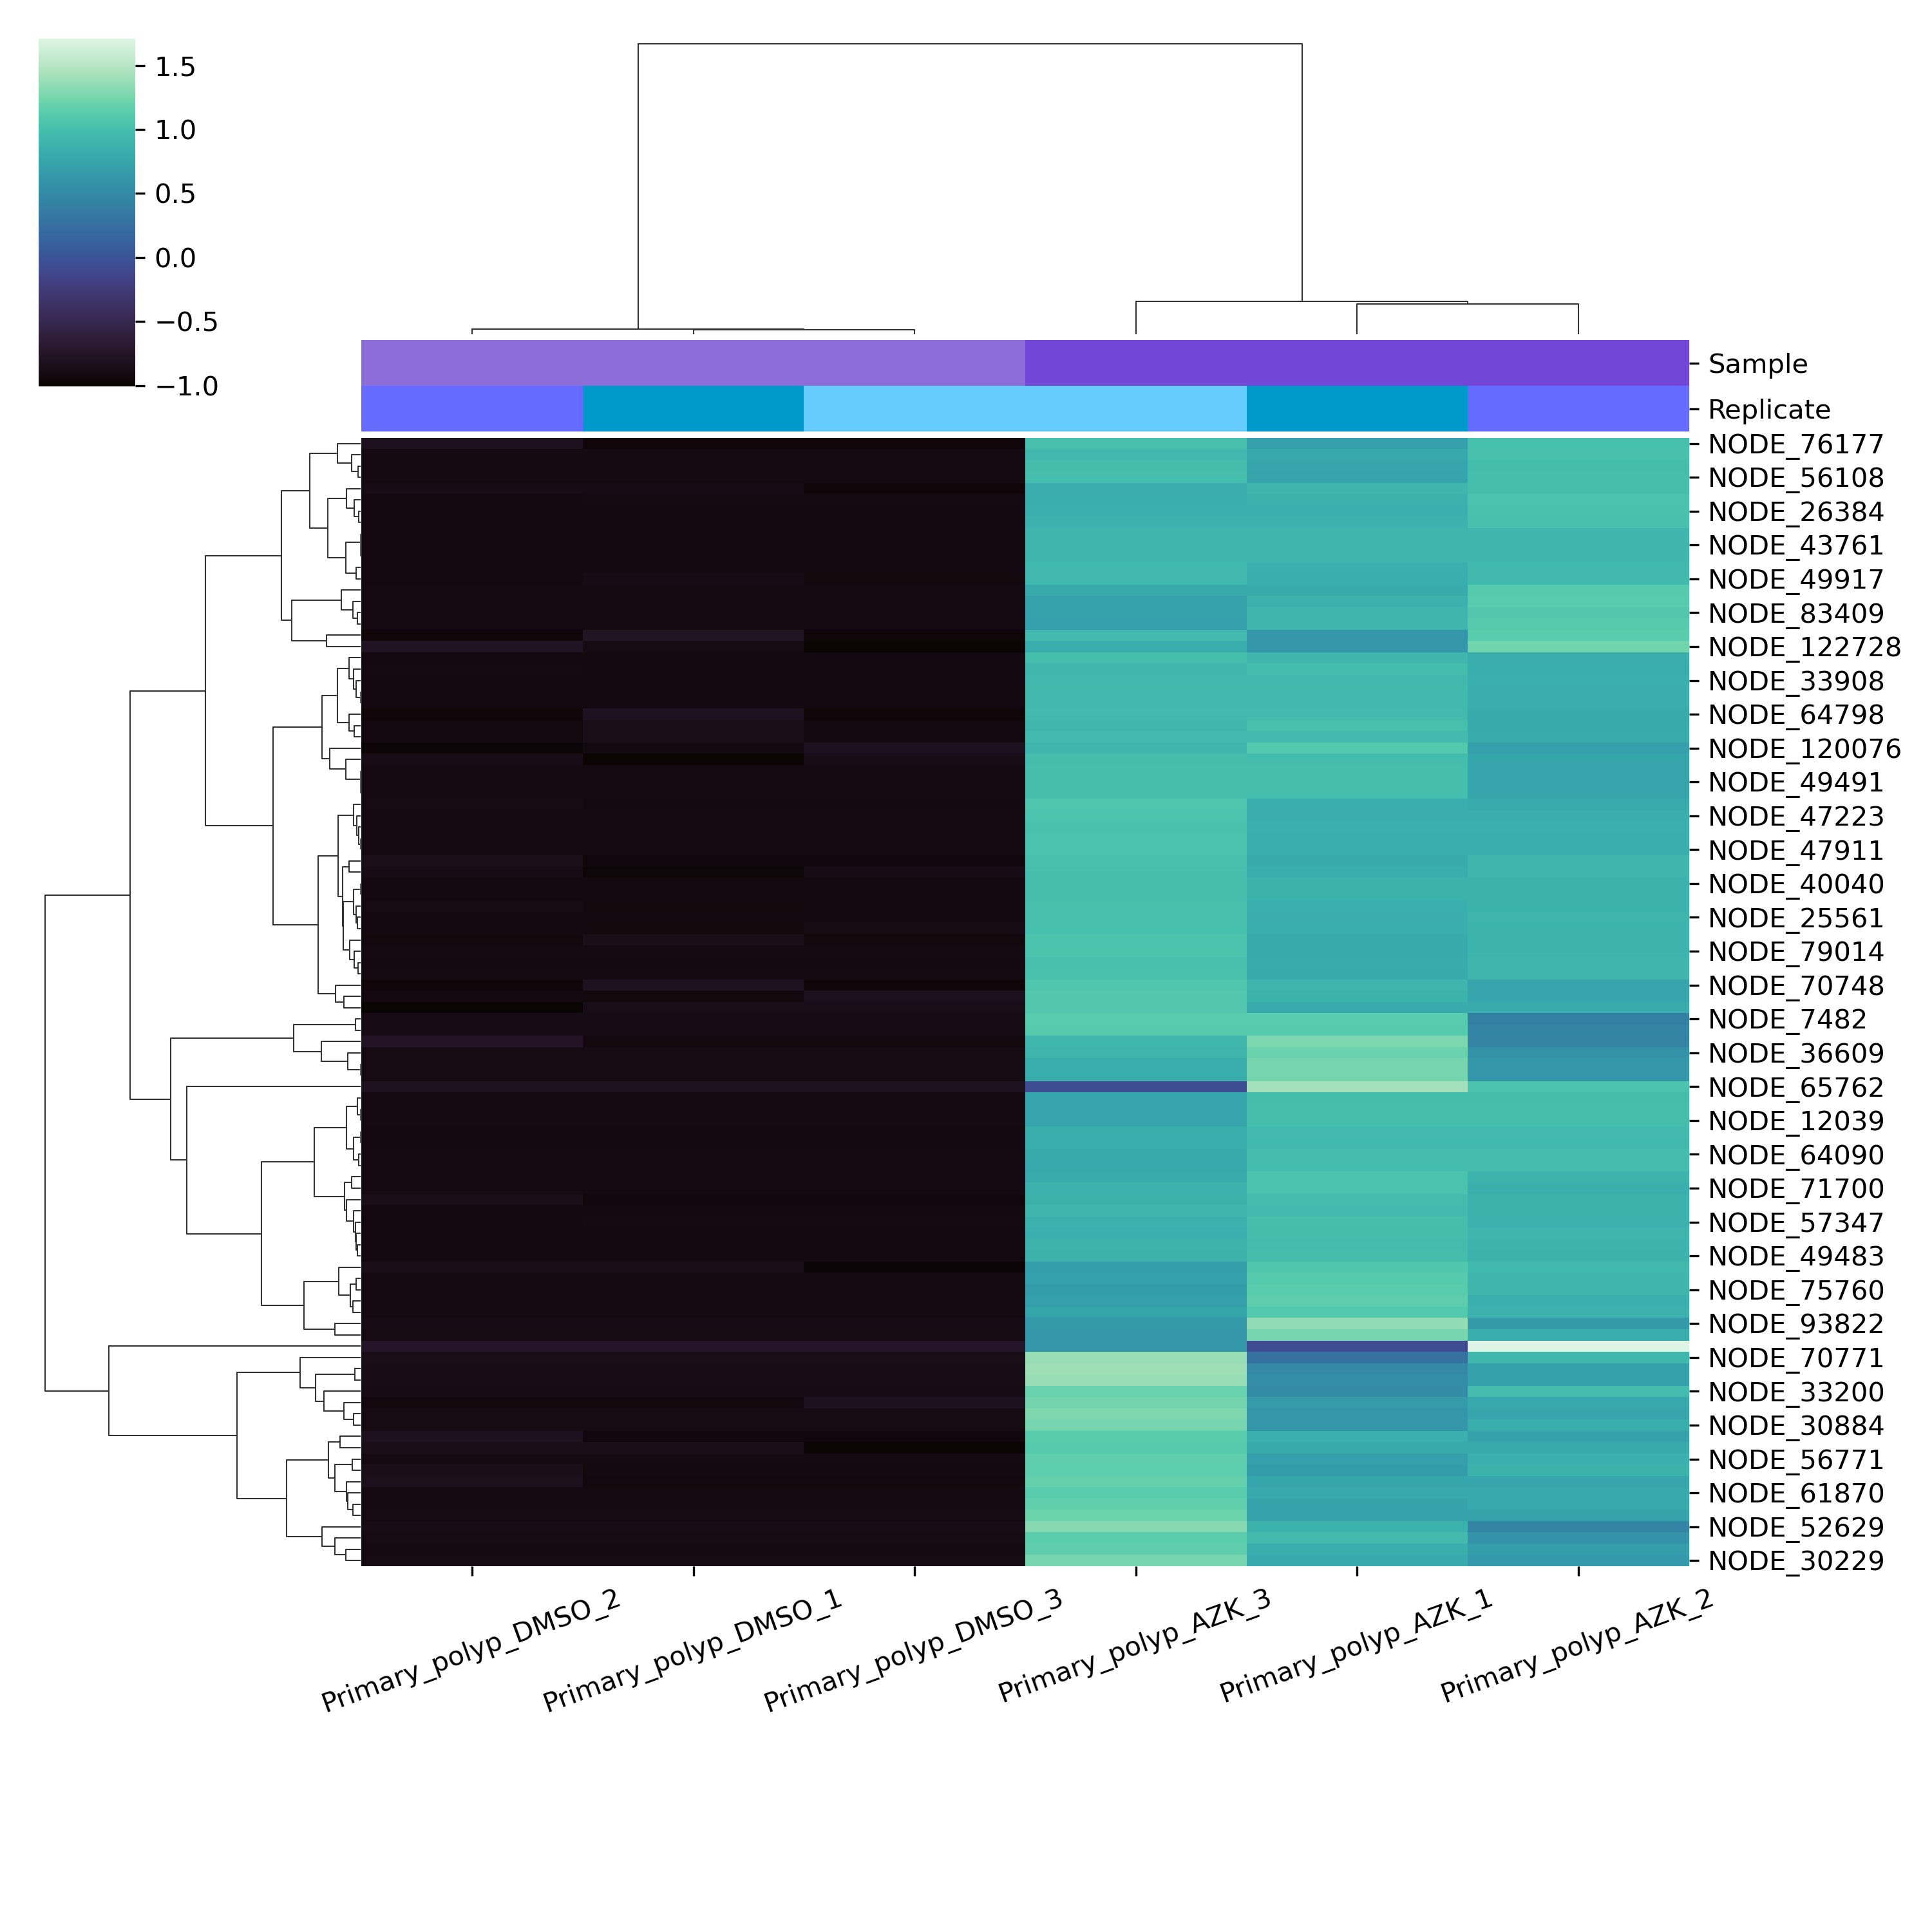 1.5
1.0
0.5
0.0
−0.5
−1.0
Sample
Replicate
NODE_76177
NODE_56108
NODE_26384
NODE_43761
NODE_49917
NODE_83409
NODE_122728
NODE_33908
NODE_64798
NODE_120076
NODE_49491
NODE_47223
NODE_47911
NODE_40040
NODE_25561
NODE_79014
NODE_70748
NODE_7482
NODE_36609
NODE_65762
NODE_12039
NODE_64090
NODE_71700
NODE_57347
NODE_49483
NODE_75760
NODE_93822
NODE_70771
NODE_33200
NODE_30884
NODE_56771
NODE_61870
NODE_52629
NODE_30229
Primary_polyp_DMSO_2
Primary_polyp_DMSO_1
Primary_polyp_DMSO_3
Primary_polyp_AZK_3
Primary_polyp_AZK_1
Primary_polyp_AZK_2